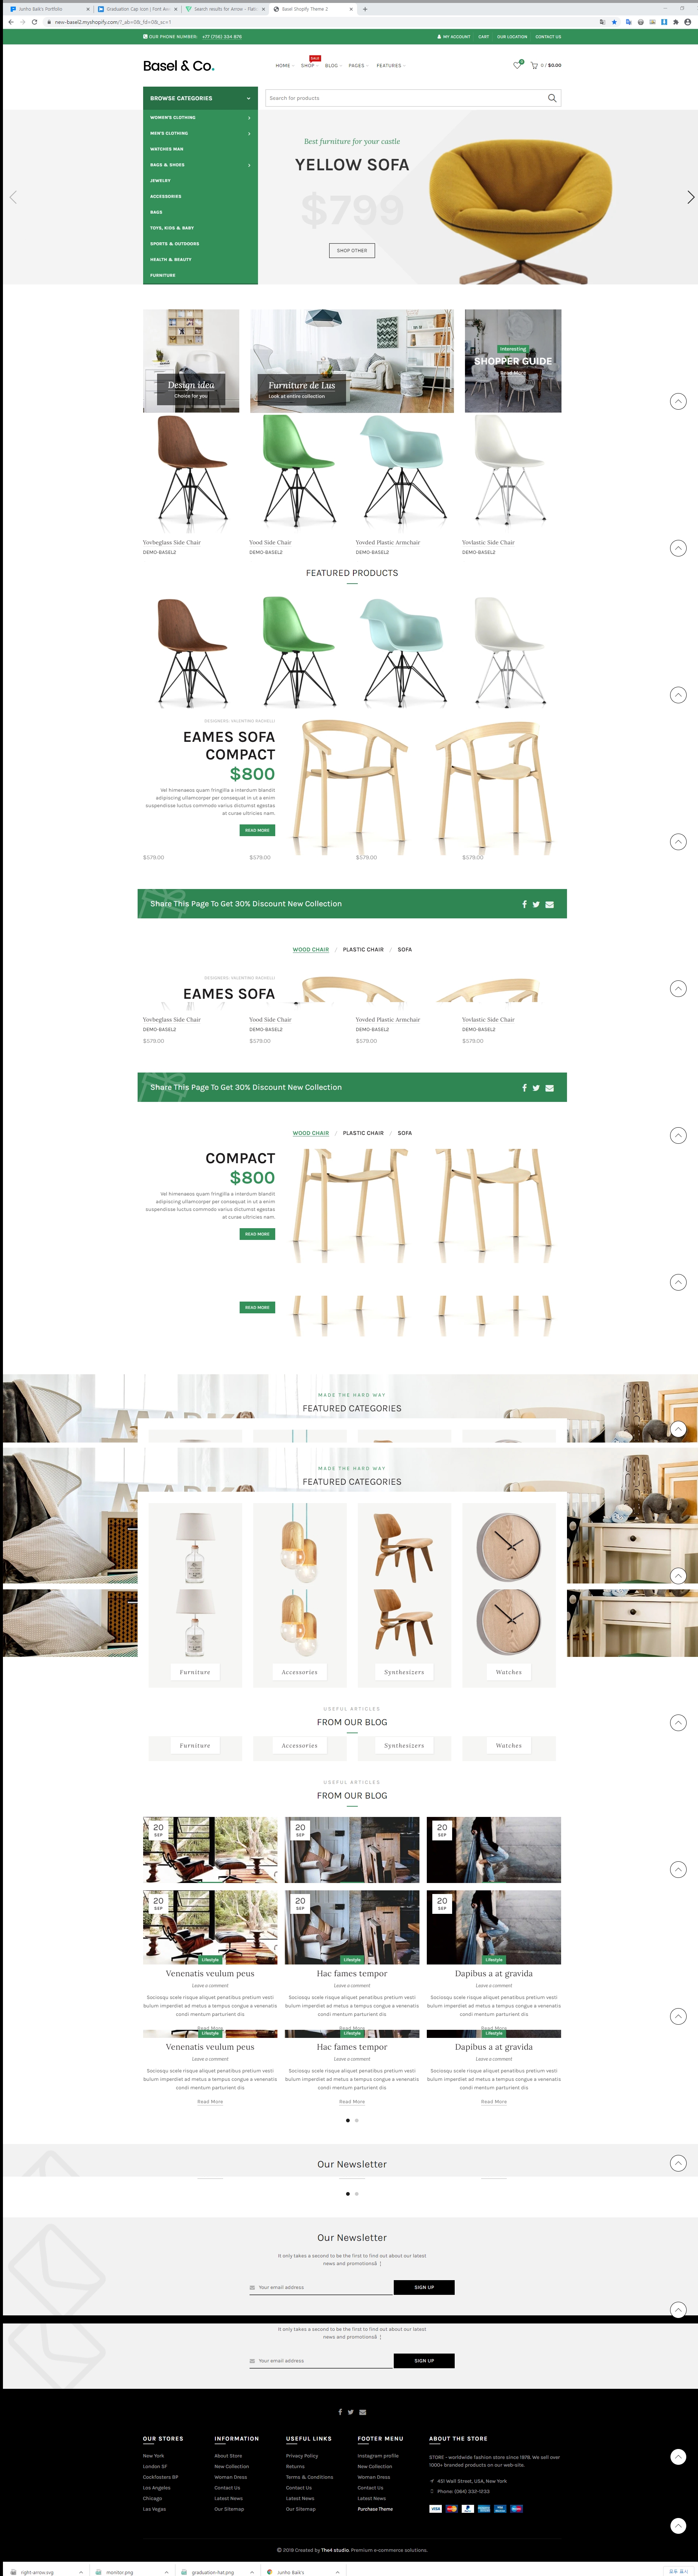 Junho Baik's Portfolio
Graduation Cap Icon | Font Aw
Search results for Arrow - Flati
Basel Shopify Theme 2
new-basel2.myshopify.com/?_ab=0&_fd=0&_sc=1
OUR PHONE NUMBER: +77 (756) 334 876
MY ACCOUNT CART OUR LOCATION CONTACT US
Basel & Co.
HOME SHOP BLOG PAGES FEATURES
SALE
0
0 / $0.00
BROWSE CATEGORIES
Search for products
WOMEN'S CLOTHING
MEN'S CLOTHING
WATCHES MAN
BAGS & SHOES
JEWELRY
ACCESSORIES
BAGS
TOYS, KIDS & BABY
SPORTS & OUTDOORS
HEALTH & BEAUTY
FURNITURE
Best furniture for your castle
YELLOW SOFA
$799
SHOP OTHER
Design idea
Choice for you
Furniture de Lus
Look at entire collection
Interesting
SHOPPER GUIDE
Read More
Yovbeglass Side Chair Yood Side Chair Yovded Plastic Armchair Yovlastic Side Chair
DEMO-BASEL2 DEMO-BASEL2 DEMO-BASEL2 DEMO-BASEL2
FEATURED PRODUCTS
DESIGNERS: VALENTINO RACHELLI
EAMES SOFA
COMPACT
$800
Vel himenaeos quam fringilla a interdum blandit
adipiscing ullamcorper per consequat in ut a enim
suspendisse luctus commodo varius dictumst egestas
at curae ultricies nam.
READ MORE
$579.00 $579.00 $579.00 $579.00
Share This Page To Get 30% Discount New Collection
WOOD CHAIR / PLASTIC CHAIR / SOFA
DESIGNERS: VALENTINO RACHELLI
EAMES SOFA
Yovbeglass Side Chair Yood Side Chair Yovded Plastic Armchair Yovlastic Side Chair
DEMO-BASEL2 DEMO-BASEL2 DEMO-BASEL2 DEMO-BASEL2
$579.00 $579.00 $579.00 $579.00
Share This Page To Get 30% Discount New Collection
WOOD CHAIR / PLASTIC CHAIR / SOFA
COMPACT
$800
Vel himenaeos quam fringilla a interdum blandit
adipiscing ullamcorper per consequat in ut a enim
suspendisse luctus commodo varius dictumst egestas
at curae ultricies nam.
READ MORE
READ MORE
MADE THE HARD WAY
FEATURED CATEGORIES
MADE THE HARD WAY
FEATURED CATEGORIES
Furniture Accessories Synthesizers Watches
USEFUL ARTICLES
FROM OUR BLOG
Furniture Accessories Synthesizers Watches
USEFUL ARTICLES
FROM OUR BLOG
20 SEP 20 SEP 20 SEP
20 SEP 20 SEP 20 SEP
Lifestyle Lifestyle Lifestyle
Venenatis veulum peus Hac fames tempor Dapibus a at gravida
Leave a comment Leave a comment Leave a comment
Sociosqu scele risque aliquet penatibus pretium vesti Sociosqu scele risque aliquet penatibus pretium vesti Sociosqu scele risque aliquet penatibus pretium vesti
bulum imperdiet ad metus a tempus congue a venenatis bulum imperdiet ad metus a tempus congue a venenatis bulum imperdiet ad metus a tempus congue a venenatis
condi mentum parturient dis condi mentum parturient dis condi mentum parturient dis
Read More Read More Read More
Lifestyle Lifestyle Lifestyle
Venenatis veulum peus Hac fames tempor Dapibus a at gravida
Leave a comment Leave a comment Leave a comment
Sociosqu scele risque aliquet penatibus pretium vesti Sociosqu scele risque aliquet penatibus pretium vesti Sociosqu scele risque aliquet penatibus pretium vesti
bulum imperdiet ad metus a tempus congue a venenatis bulum imperdiet ad metus a tempus congue a venenatis bulum imperdiet ad metus a tempus congue a venenatis
condi mentum parturient dis condi mentum parturient dis condi mentum parturient dis
Read More Read More Read More
Our Newsletter
Our Newsletter
It only takes a second to be the first to find out about our latest
news and promotionsâ ¦
Your email address SIGN UP
It only takes a second to be the first to find out about our latest
news and promotionsâ ¦
Your email address SIGN UP
OUR STORES INFORMATION USEFUL LINKS FOOTER MENU ABOUT THE STORE
New York About Store Privacy Policy Instagram profile
London SF New Collection Returns New Collection
Cockfosters BP Woman Dress Terms & Conditions Woman Dress
Los Angeles Contact Us Contact Us Contact Us
Chicago Latest News Latest News Latest News
Las Vegas Our Sitemap Our Sitemap Purchase Theme
STORE - worldwide fashion store since 1978. We sell over
1000+ branded products on our web-site.
451 Wall Street, USA, New York
Phone: (064) 332-1233
© 2019 Created by The4 studio. Premium e-commerce solutions.
right-arrow.svg monitor.png graduation-hat.png Junho Baik's
모두 표시